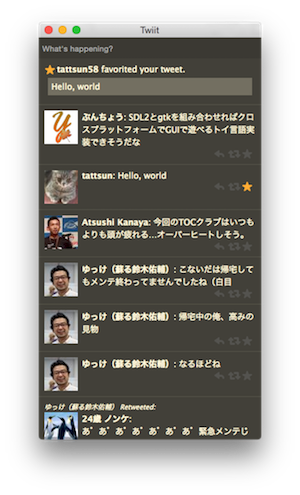 Twiit
What's happening?
tattsun58 favorited your tweet.
Hello, world
ぶんちょう: SDL2とgtkを組み合わせればクロ
スプラットフォームでGUIで遊べるトイ言語実
装できそうだな
tattsun: Hello, world
Atsushi Kanaya: 今回のTOCクラブはいつも
よりも頭が疲れる…オーバーヒートしそう。
ゆっけ（蘇る鈴木佑輔）: こないだは帰宅して
もメンテ終わってませんでしたね（白目
ゆっけ（蘇る鈴木佑輔）: 帰宅中の俺、高みの
見物
ゆっけ（蘇る鈴木佑輔）: なるほどね
ゆっけ（蘇る鈴木佑輔） Retweeted:
24歳 ノンケ:
あ゛あ゛あ゛あ゛あ゛あ゛緊急メンテじ